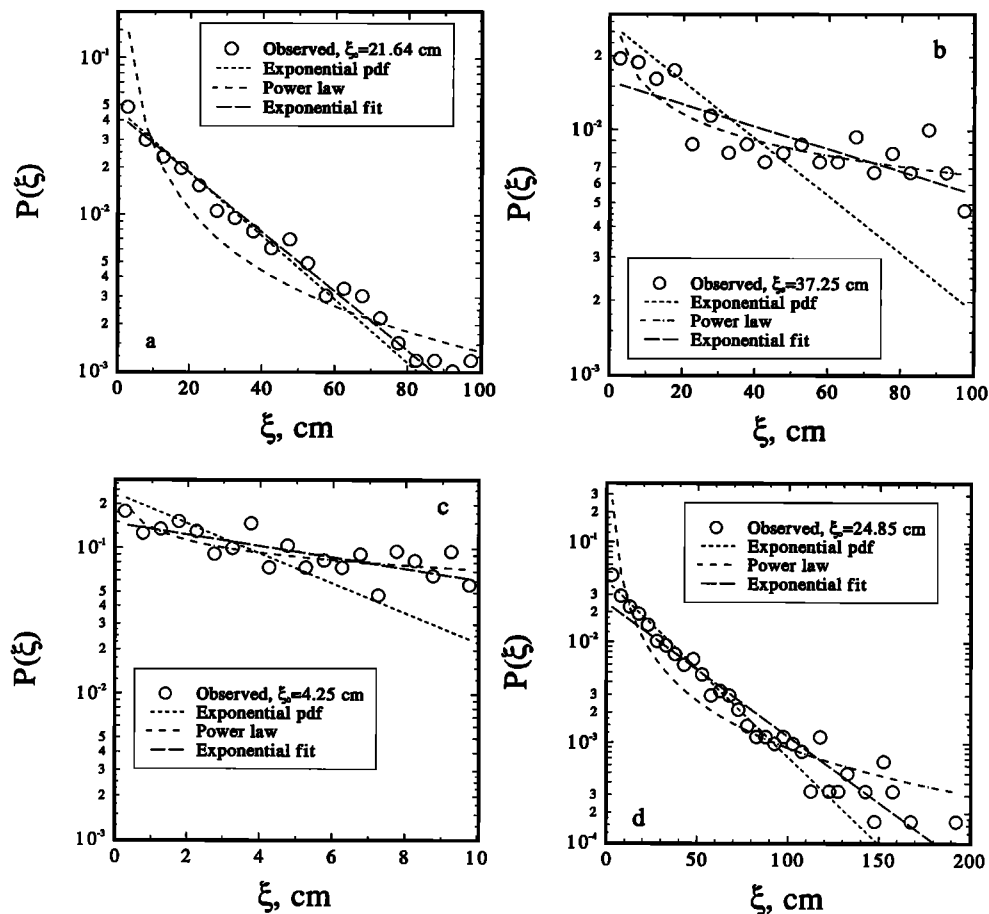 a
Observed, ξₒ=21.64 cm
Exponential pdf
Power law
Exponential fit
P(ξ)
10⁻¹
5
4
3
2
10⁻²
5
4
3
2
10⁻³
0 20 40 60 80 100
ξ, cm
b
Observed, ξₒ=37.25 cm
Exponential pdf
Power law
Exponential fit
P(ξ)
2
10⁻²
7
6
5
4
3
2
10⁻³
0 20 40 60 80 100
ξ, cm
c
Observed, ξₒ=4.25 cm
Exponential pdf
Power law
Exponential fit
P(ξ)
2
10⁻¹
5
4
3
2
10⁻²
5
4
3
2
10⁻³
0 2 4 6 8 10
ξ, cm
d
Observed, ξₒ=24.85 cm
Exponential pdf
Power law
Exponential fit
P(ξ)
3
2
10⁻¹
5
3
2
10⁻²
5
3
2
10⁻³
5
3
2
10⁻⁴
0 50 100 150 200
ξ, cm